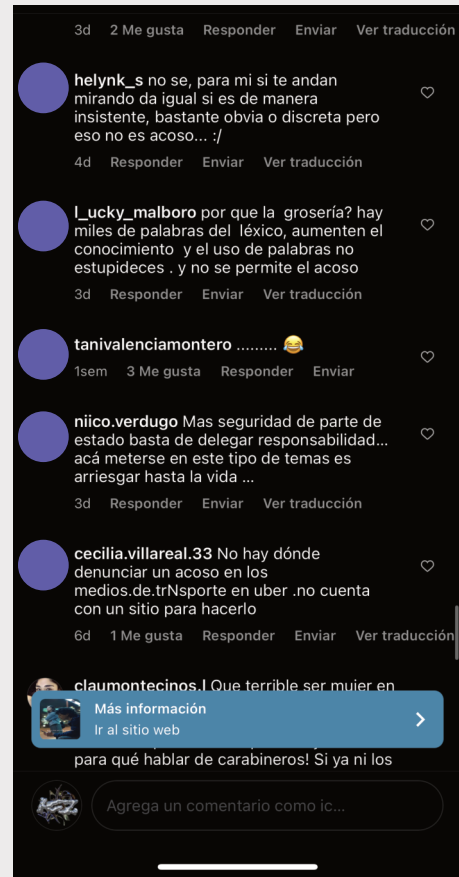 3d 2 Me gusta Responder Enviar Ver traducción
helynk_s no se, para mi si te andan
mirando da igual si es de manera
insistente, bastante obvia o discreta pero
eso no es acoso... :/
4d Responder Enviar Ver traducción
l_ucky_malboro por que la grosería? hay
miles de palabras del léxico, aumenten el
conocimiento y el uso de palabras no
estupideces . y no se permite el acoso
3d Responder Enviar Ver traducción
tanivalenciamontero ......... 😂
1sem 3 Me gusta Responder Enviar
niico.verdugo Mas seguridad de parte de
estado basta de delegar responsabilidad...
acá meterse en este tipo de temas es
arriesgar hasta la vida ...
3d Responder Enviar Ver traducción
cecilia.villareal.33 No hay dónde
denunciar un acoso en los
medios.de.trNsporte en uber .no cuenta
con un sitio para hacerlo
6d 1 Me gusta Responder Enviar Ver traducción
claumontecinos.l Que terrible ser mujer en
Más información
Ir al sitio web
para qué hablar de carabineros! Si ya ni los
Agrega un comentario como ic...